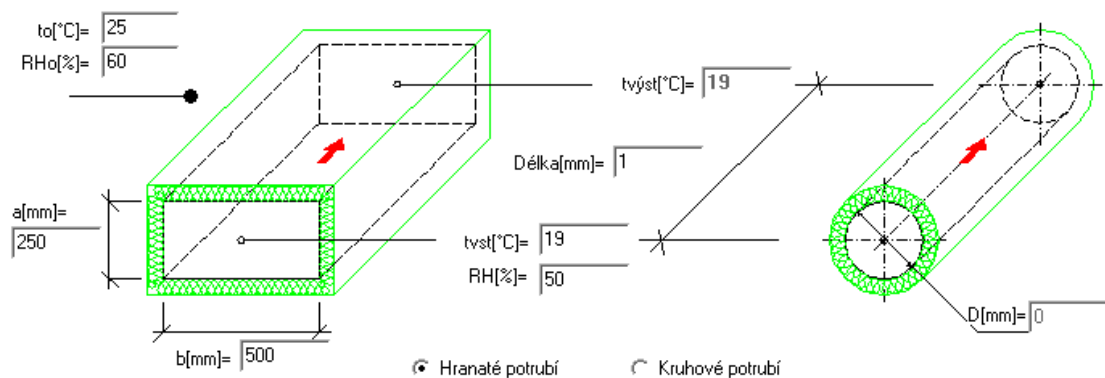 to[°C]= 25
RHo[%]= 60
tvýst[°C]= 19
Délka[mm]= 1
a[mm]=
250
tvst[°C]= 19
RH[%]= 50
D[mm]= 0
b[mm]= 500
Hranaté potrubí
Kruhové potrubí